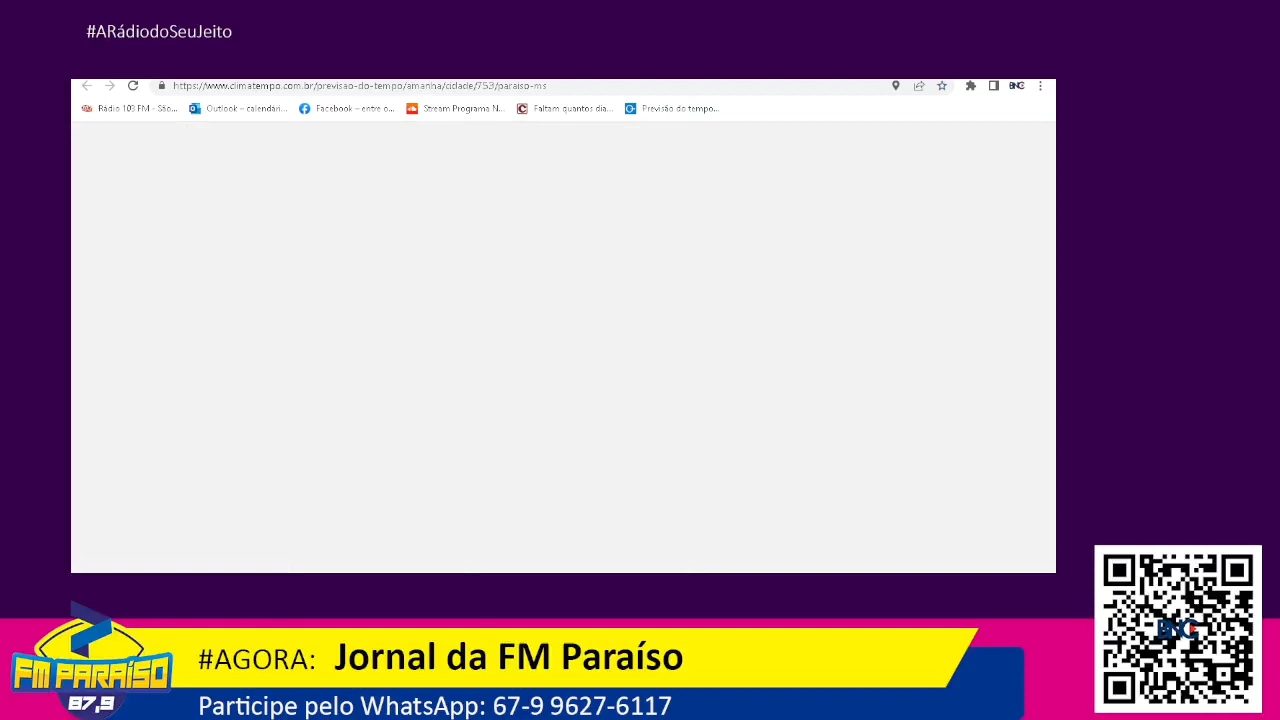 #ARádiodoSeuJeito
https://www.climatempo.com.br/previsao-do-tempo/amanha/cidade/753/paraiso-ms
Rádio 103 FM - São... Outlook – calendári... Facebook – entre o... Stream Programa N... Faltam quantos dia... Previsão do tempo...
#AGORA: Jornal da FM Paraíso
FM PARAÍSO
87,9
Participe pelo WhatsApp: 67-9 9627-6117
BNC